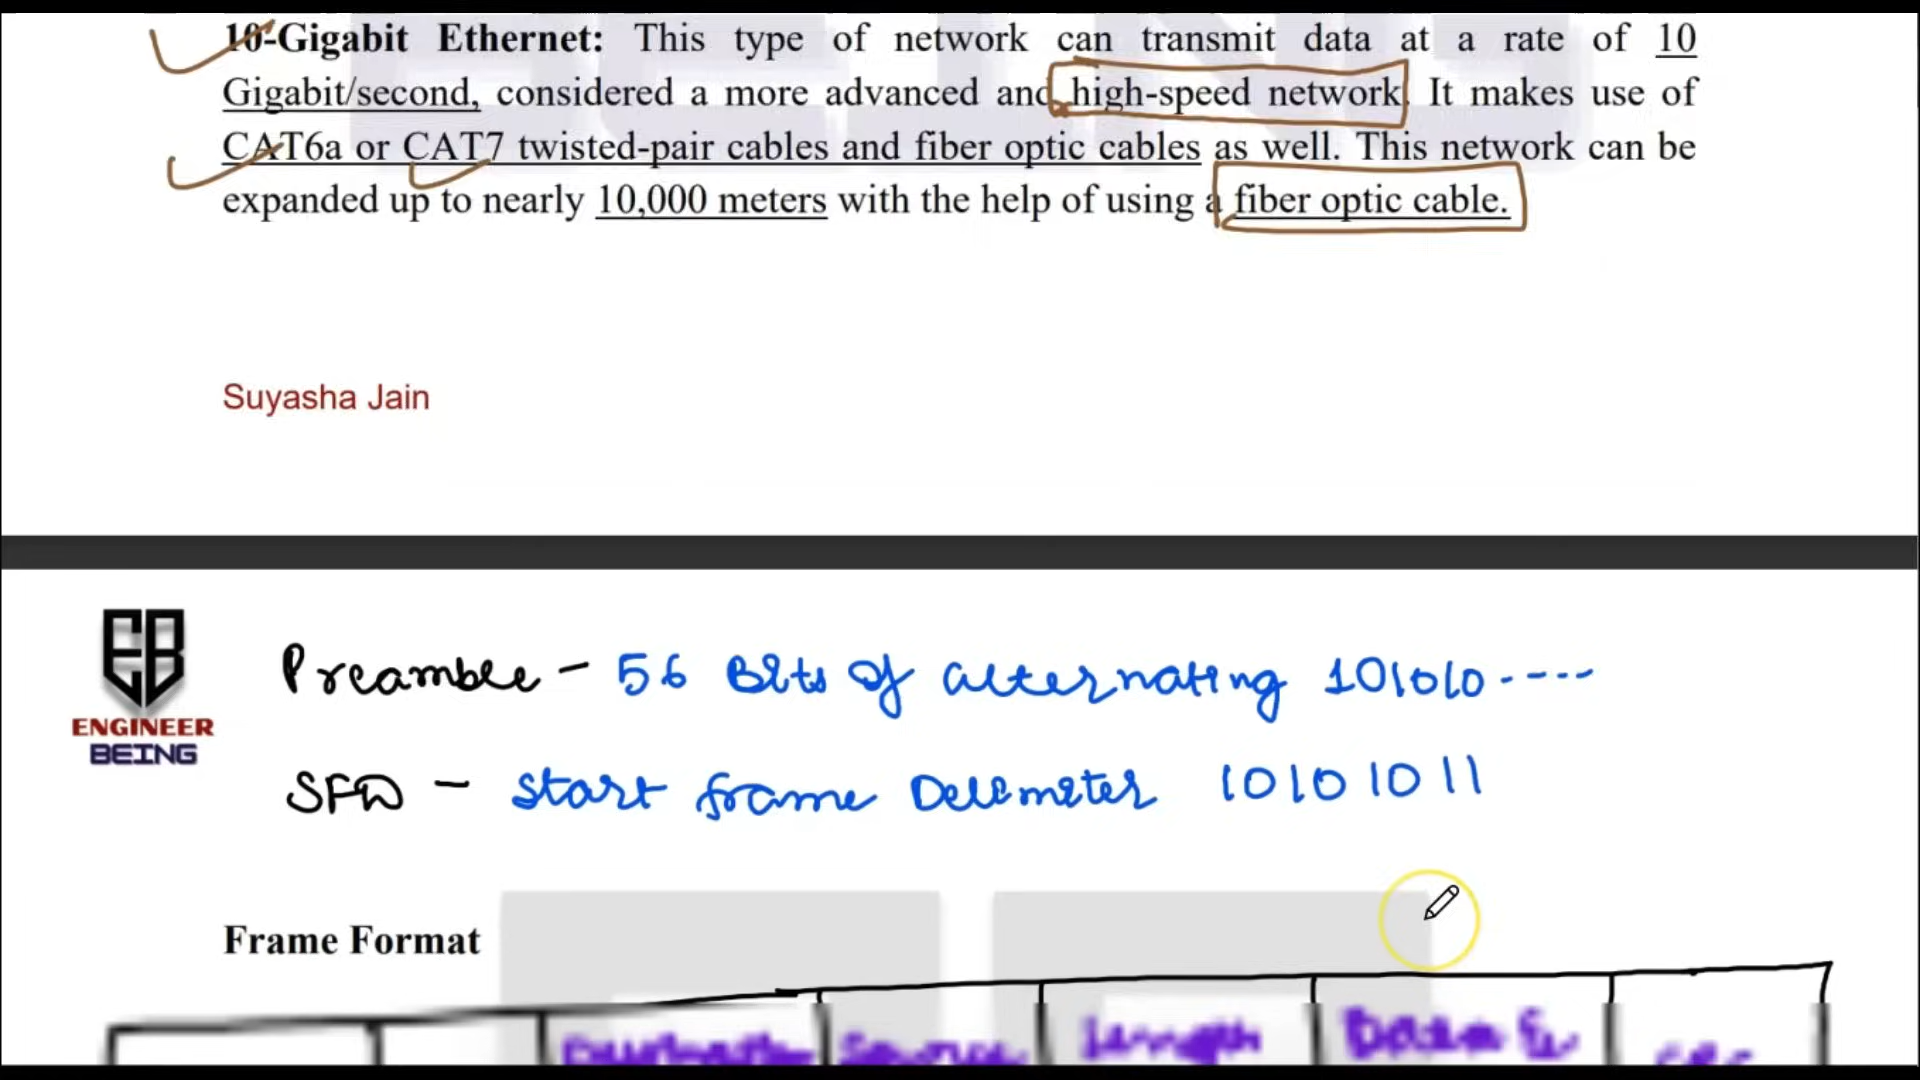 10-Gigabit Ethernet: This type of network can transmit data at a rate of 10
Gigabit/second, considered a more advanced and high-speed network. It makes use of
CAT6a or CAT7 twisted-pair cables and fiber optic cables as well. This network can be
expanded up to nearly 10,000 meters with the help of using a fiber optic cable.
Suyasha Jain
EB
ENGINEER
BEING
Preamble - 56 Bits of alternating 101010-----
SFD - Start frame Delimeter 10101011
Frame Format
Source length Data